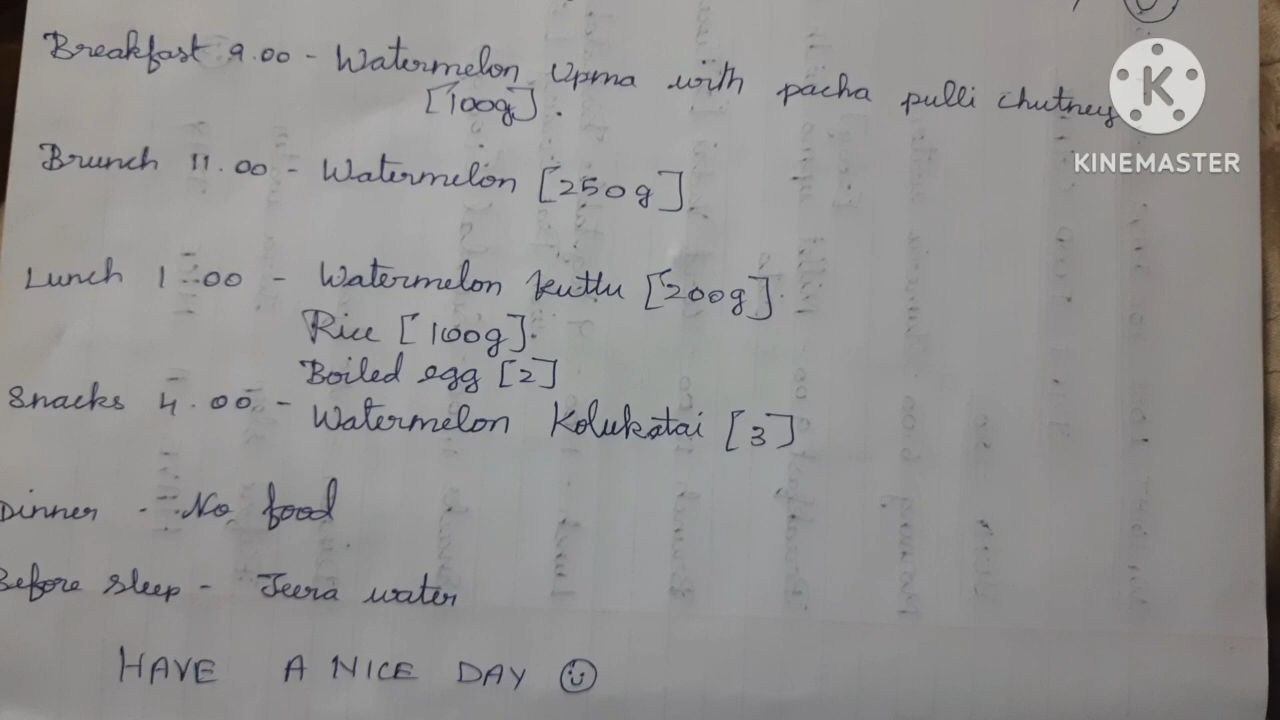 Breakfast 9.00 - Watermelon Upma with pacha pulli chutney
[100g].
Brunch 11.00 - Watermelon [250g]
Lunch 1.00 - Watermelon Kuttu [200g]
Rice [100g].
Boiled egg [2]
Snacks 4.00 - Watermelon Kolukatai [3]
Dinner - No food
Before sleep - Jeera water
HAVE A NICE DAY ☺
K
KINEMASTER